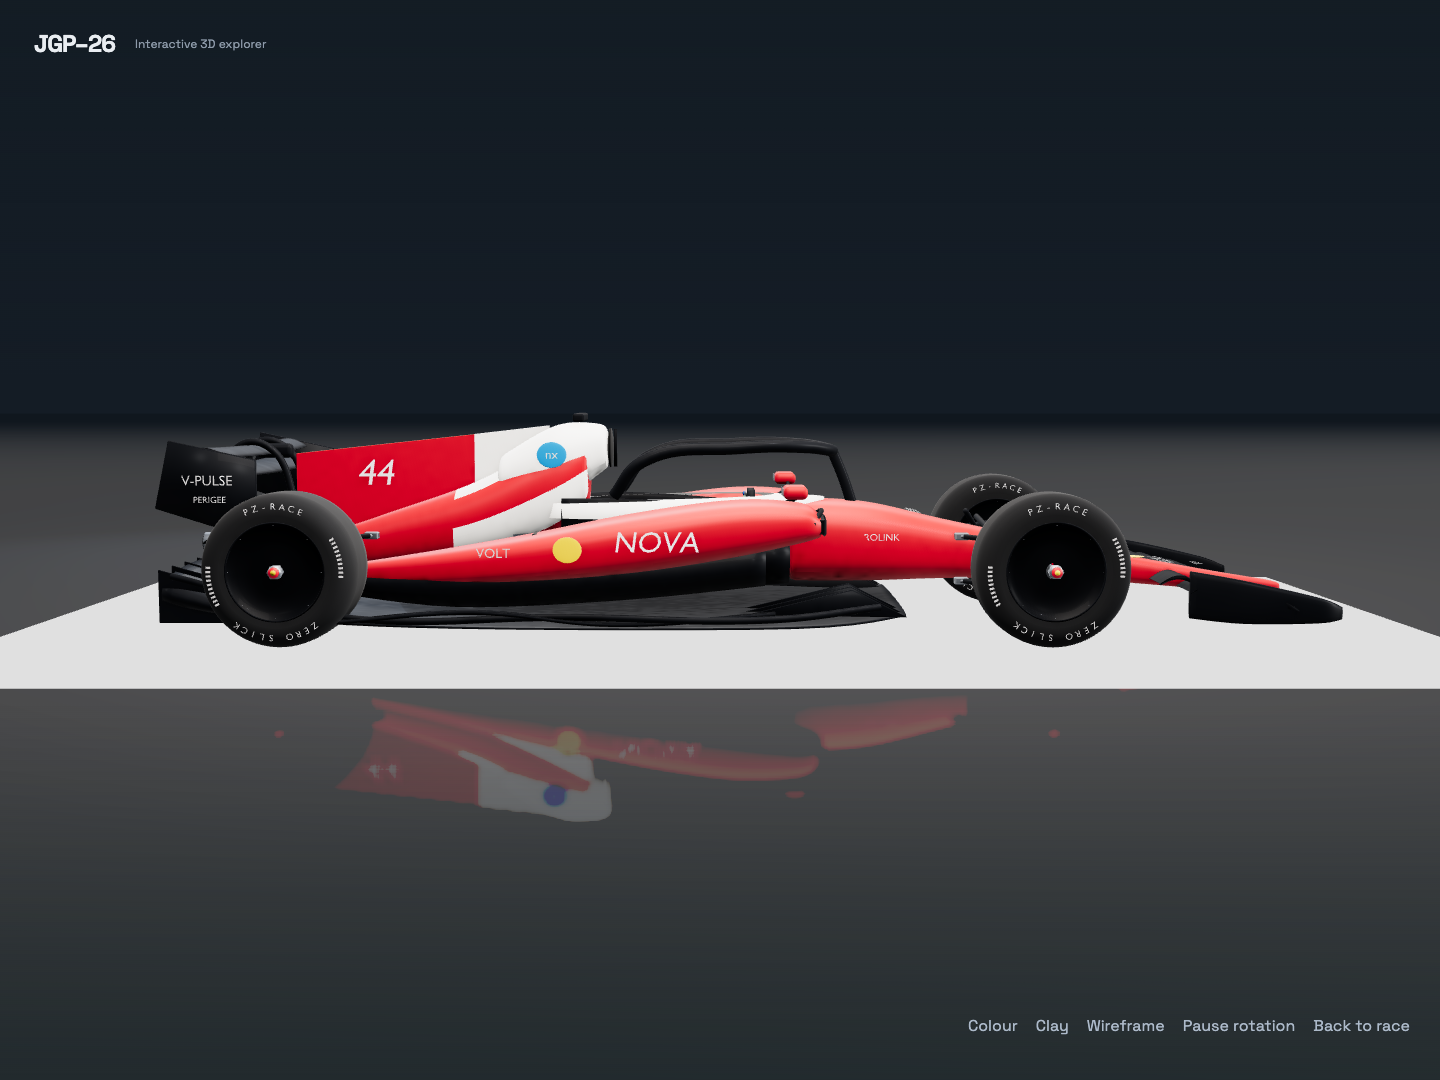 JGP-26 Interactive 3D explorer
nx
44
V-PULSE
PERIGEE
PZ-RACE
ZERO SLICK
VOLT
NOVA
ROLINK
PZ-RACE
PZ-RACE
ZERO SLICK
Colour Clay Wireframe Pause rotation Back to race